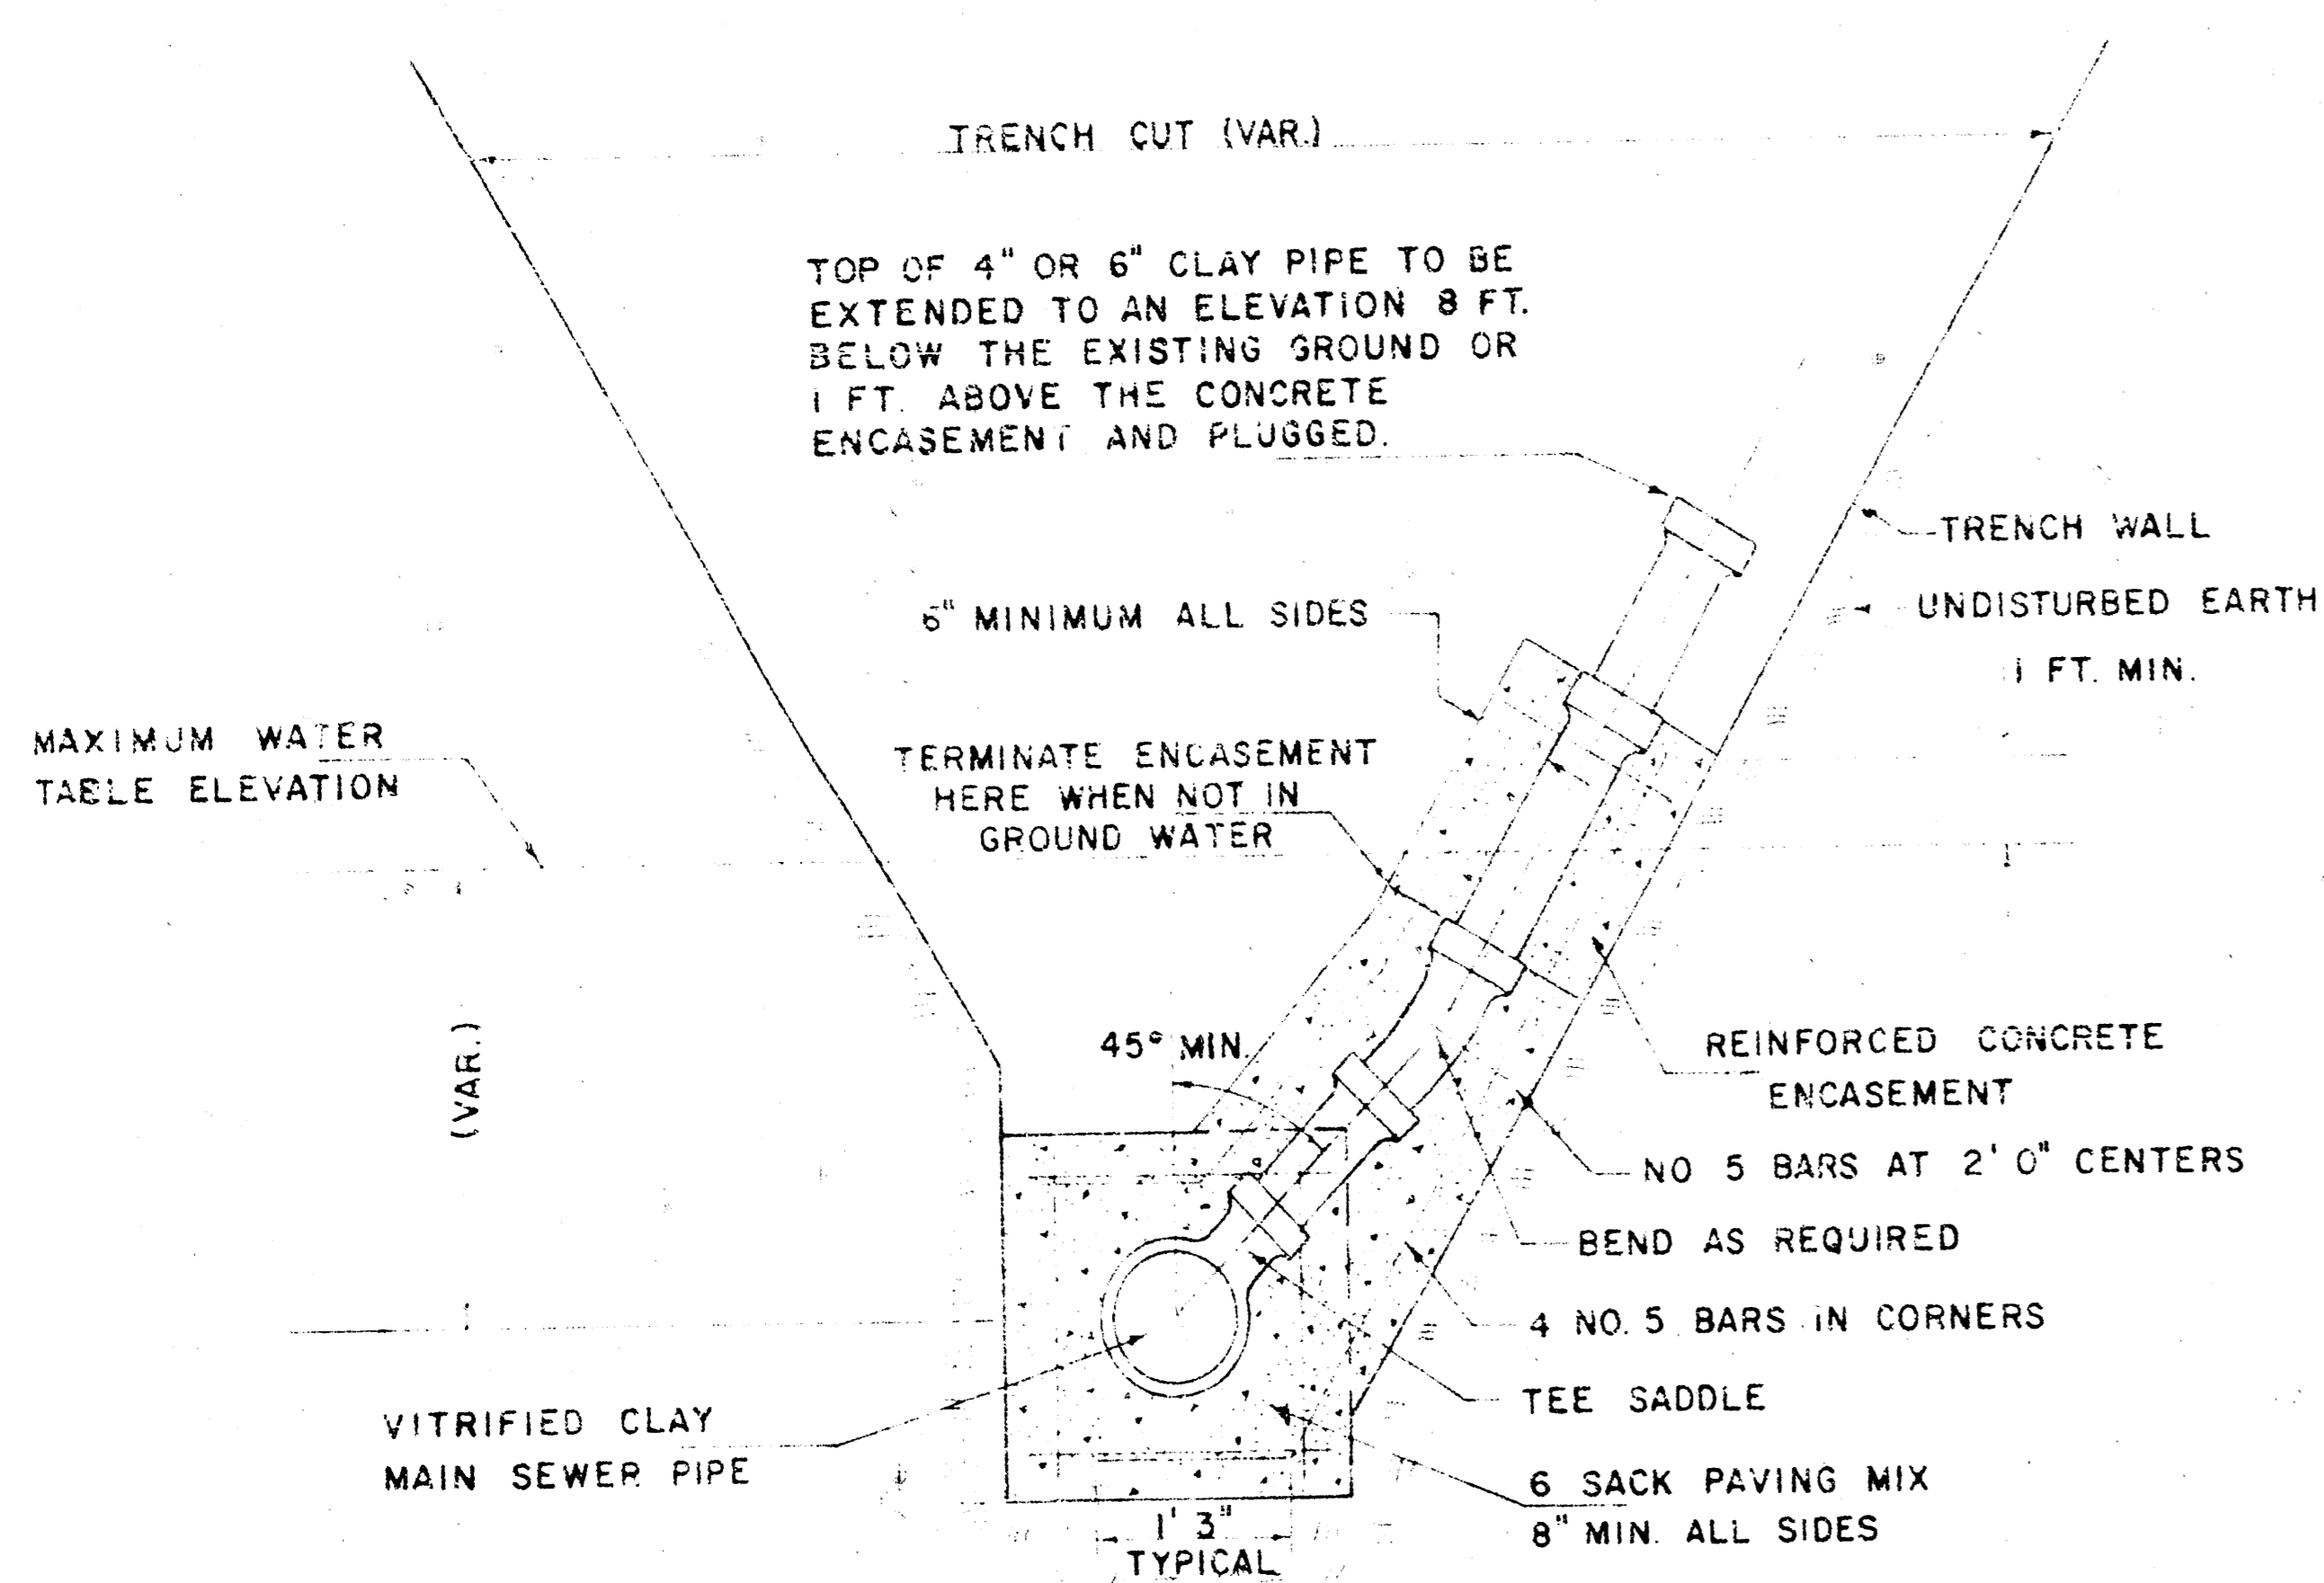 TRENCH CUT (VAR.)
TOP OF 4" OR 6" CLAY PIPE TO BE
EXTENDED TO AN ELEVATION 8 FT.
BELOW THE EXISTING GROUND OR
1 FT. ABOVE THE CONCRETE
ENCASEMENT AND PLUGGED.
TRENCH WALL
6" MINIMUM ALL SIDES
UNDISTURBED EARTH
1 FT. MIN.
MAXIMUM WATER
TABLE ELEVATION
TERMINATE ENCASEMENT
HERE WHEN NOT IN
GROUND WATER
(VAR.)
45° MIN.
REINFORCED CONCRETE
ENCASEMENT
NO 5 BARS AT 2' 0" CENTERS
BEND AS REQUIRED
4 NO. 5 BARS IN CORNERS
TEE SADDLE
VITRIFIED CLAY
MAIN SEWER PIPE
6 SACK PAVING MIX
8" MIN. ALL SIDES
1' 3"
TYPICAL